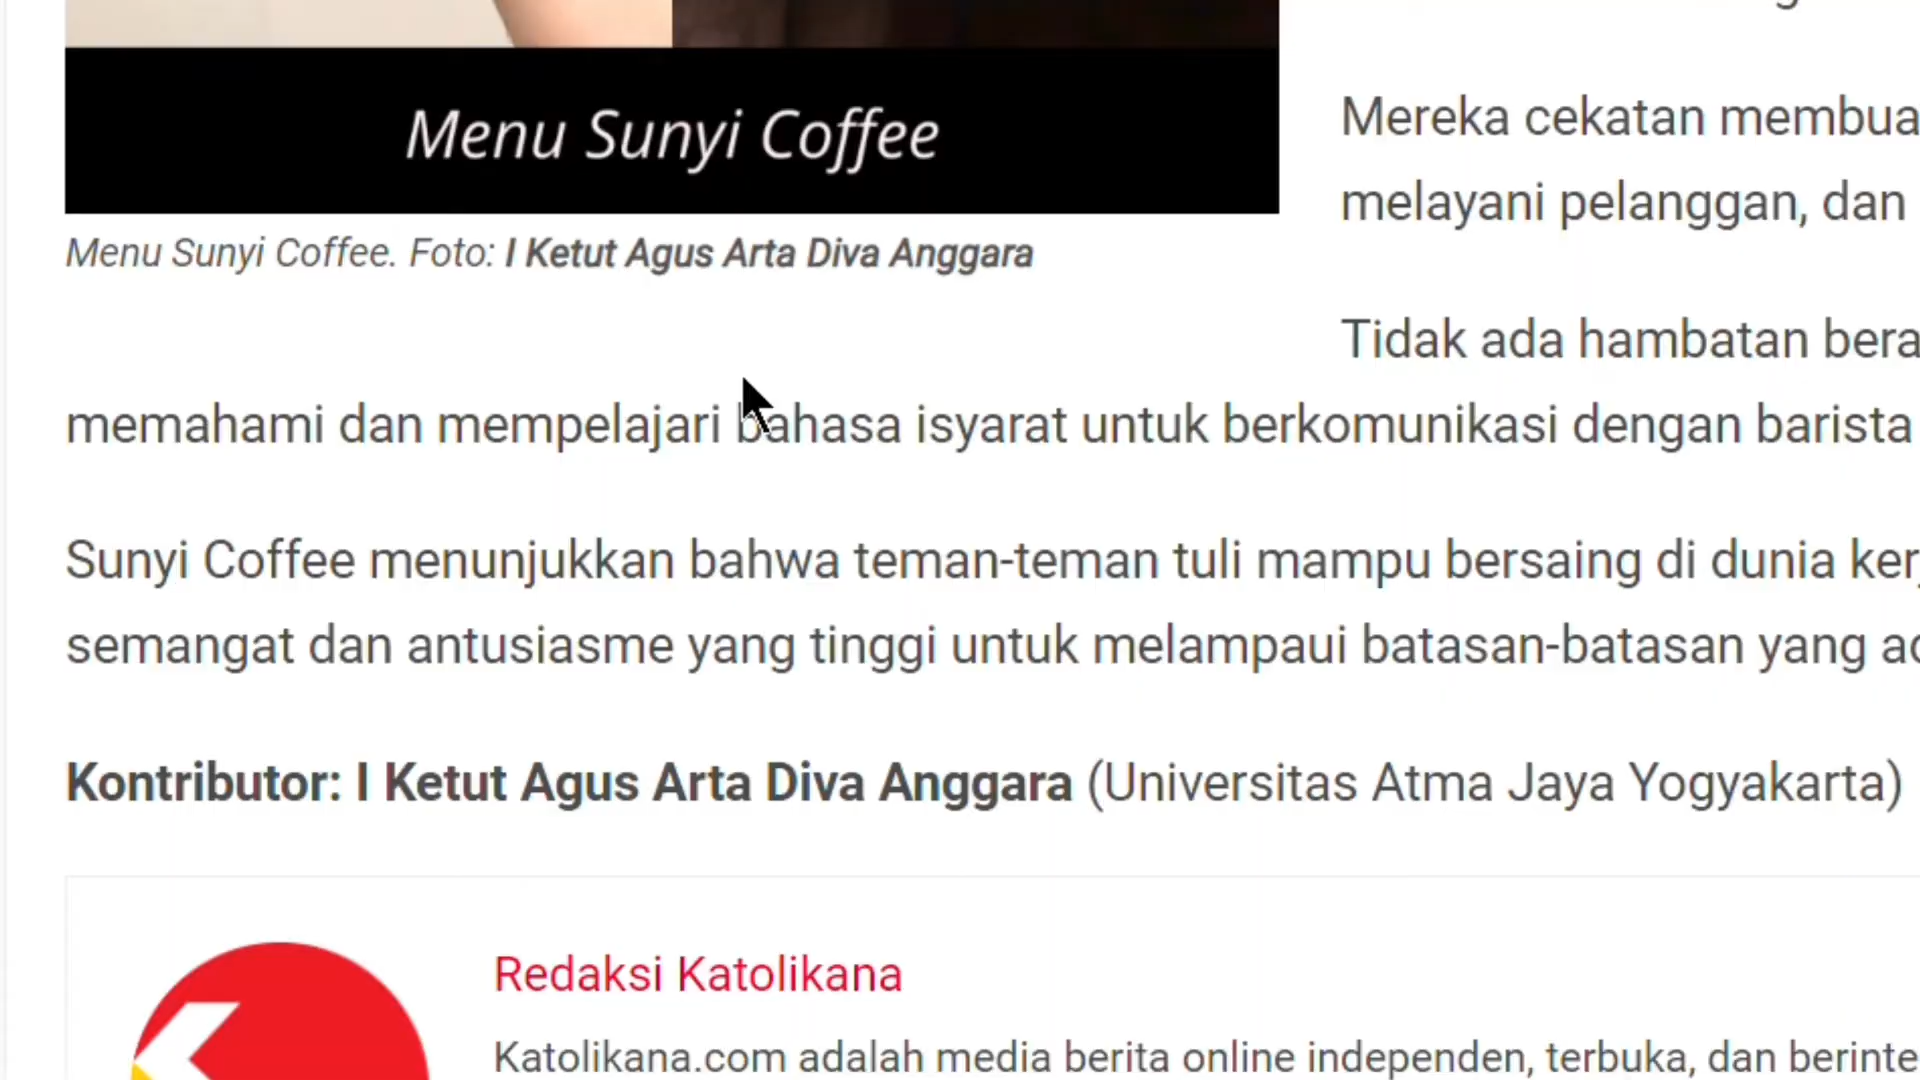 Menu Sunyi Coffee
Menu Sunyi Coffee. Foto: I Ketut Agus Arta Diva Anggara
Mereka cekatan membua
melayani pelanggan, dan
Tidak ada hambatan bera
memahami dan mempelajari bahasa isyarat untuk berkomunikasi dengan barista
Sunyi Coffee menunjukkan bahwa teman-teman tuli mampu bersaing di dunia kerj
semangat dan antusiasme yang tinggi untuk melampaui batasan-batasan yang ad
Kontributor: I Ketut Agus Arta Diva Anggara (Universitas Atma Jaya Yogyakarta)
Redaksi Katolikana
Katolikana.com adalah media berita online independen, terbuka, dan berinte